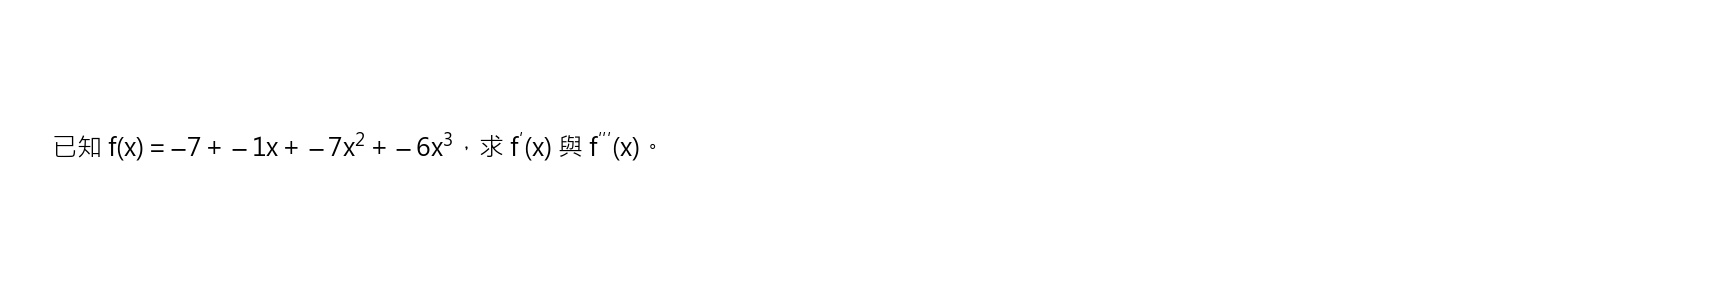 已知 f(x) = −7 + −1x + −7x² + −6x³，求 f′(x) 與 f‴(x)。